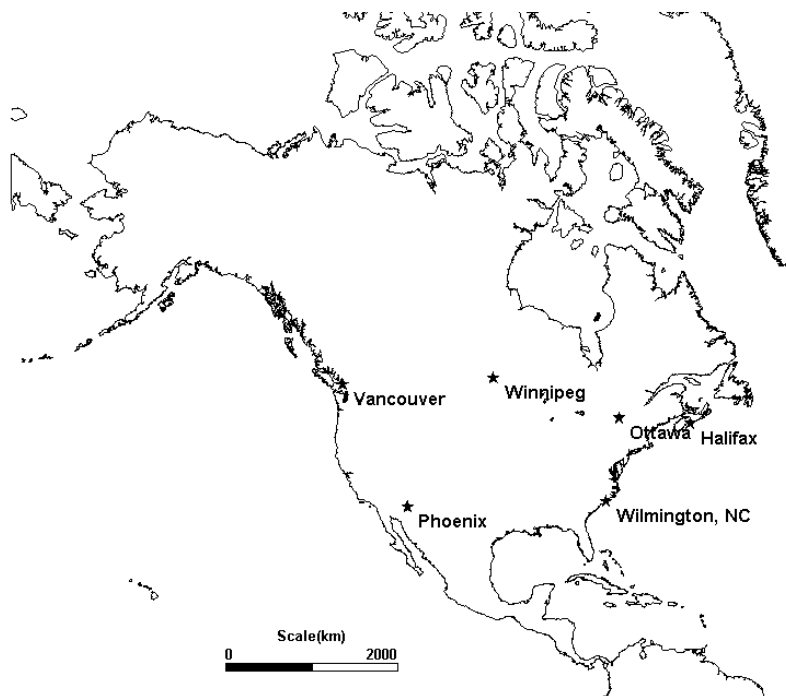 Vancouver
Winnipeg
Ottawa
Halifax
Phoenix
Wilmington, NC
Scale(km)
0 2000